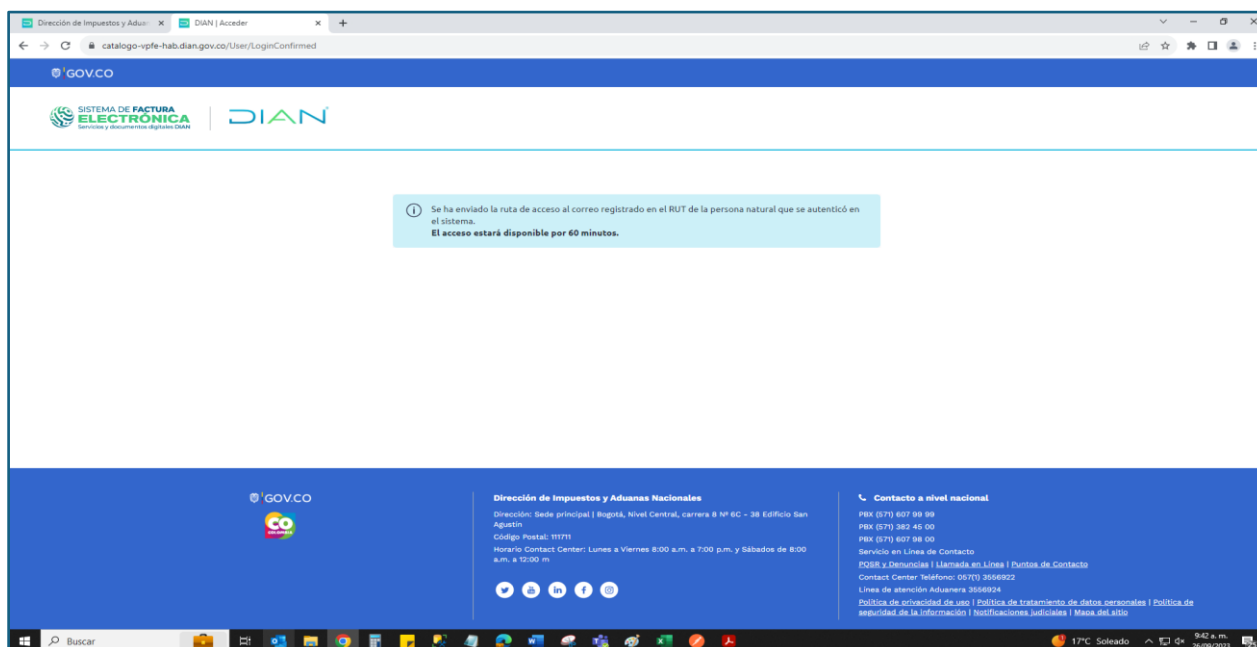 Dirección de Impuestos y Aduan
DIAN | Acceder
catalogo-vpfe-hab.dian.gov.co/User/LoginConfirmed
GOV.CO
SISTEMA DE FACTURA
ELECTRÓNICA
Servicios y documentos digitales DIAN
DIAN
Se ha enviado la ruta de acceso al correo registrado en el RUT de la persona natural que se autenticó en
el sistema.
El acceso estará disponible por 60 minutos.
GOV.CO
CO
COLOMBIA
Dirección de Impuestos y Aduanas Nacionales
Dirección: Sede principal | Bogotá, Nivel Central, carrera 8 Nº 6C - 38 Edificio San
Agustín
Código Postal: 111711
Horario Contact Center: Lunes a Viernes 8:00 a.m. a 7:00 p.m. y Sábados de 8:00
a.m. a 12:00 m
Contacto a nivel nacional
PBX (571) 607 99 99
PBX (571) 382 45 00
PBX (571) 607 98 00
Servicio en Línea de Contacto
PQSR y Denuncias | Llamada en Línea | Puntos de Contacto
Contact Center Teléfono: 057(1) 3556922
Línea de atención Aduanera 3556924
Política de privacidad de uso | Política de tratamiento de datos personales | Política de
seguridad de la información | Notificaciones judiciales | Mapa del sitio
Buscar
17°C Soleado
9:42 a. m.
26/09/2023